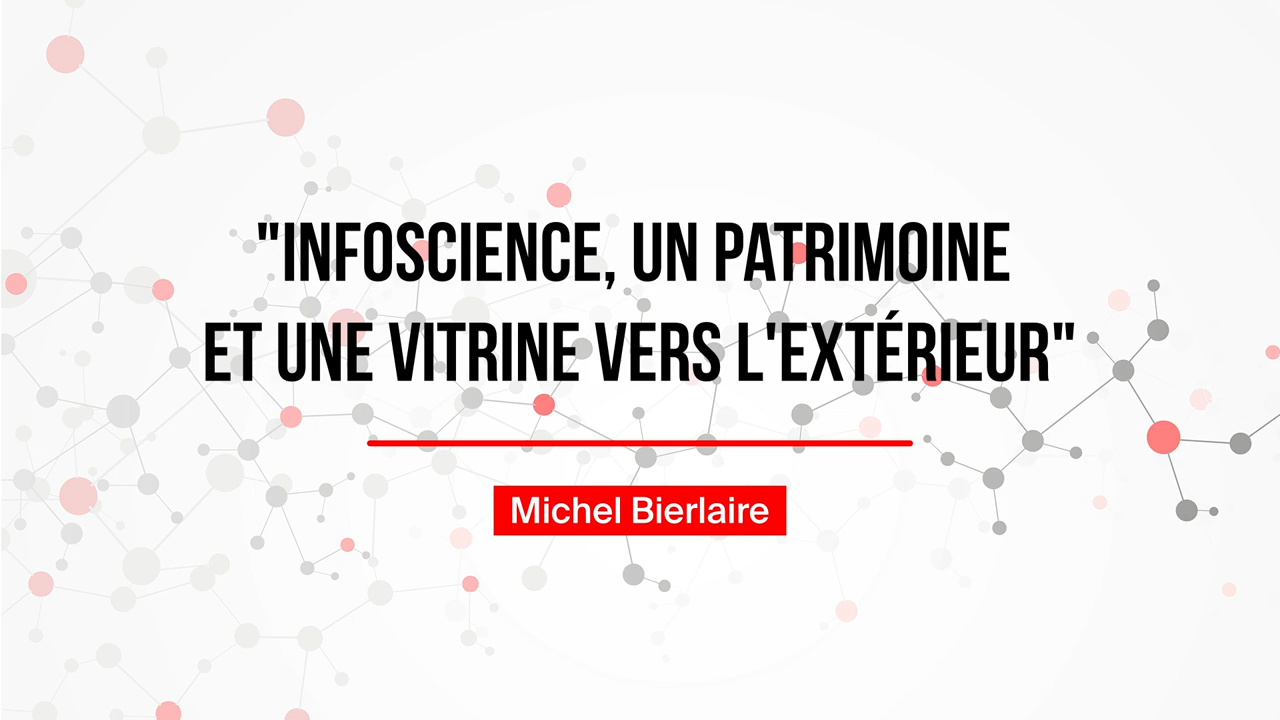 "INFOSCIENCE, UN PATRIMOINE
ET UNE VITRINE VERS L'EXTÉRIEUR"
Michel Bierlaire